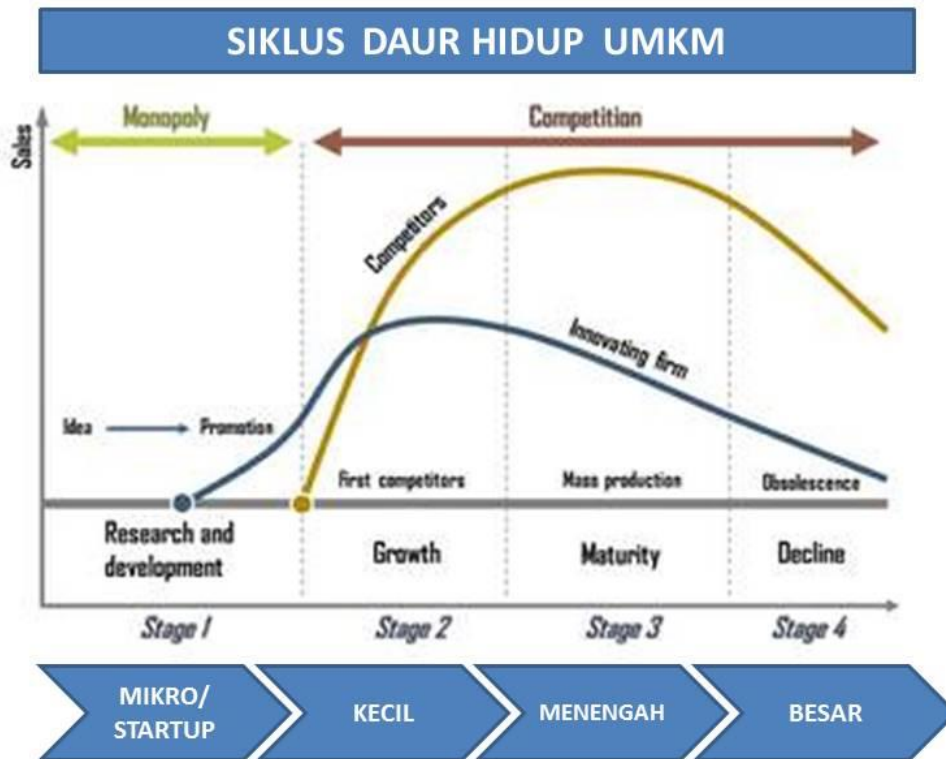 SIKLUS DAUR HIDUP UMKM
Monopoly
Competition
Sales
Competitors
Innovating firm
Idea
Promotion
First competitors
Mass production
Obsolescence
Research and
development
Growth
Maturity
Decline
Stage 1
Stage 2
Stage 3
Stage 4
MIKRO/
STARTUP
KECIL
MENENGAH
BESAR